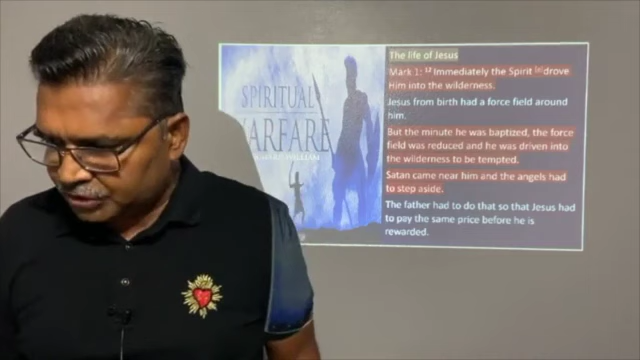 SPIRITUAL
WARFARE
The life of Jesus
Mark 1: 12 Immediately the Spirit [a]drove
Him into the wilderness.
Jesus from birth had a force field around
him.
But the minute he was baptized, the force
field was reduced and he was driven into
the wilderness to be tempted.
Satan came near him and the angels had
to step aside.
The father had to do that so that Jesus had
to pay the same price before he is
rewarded.